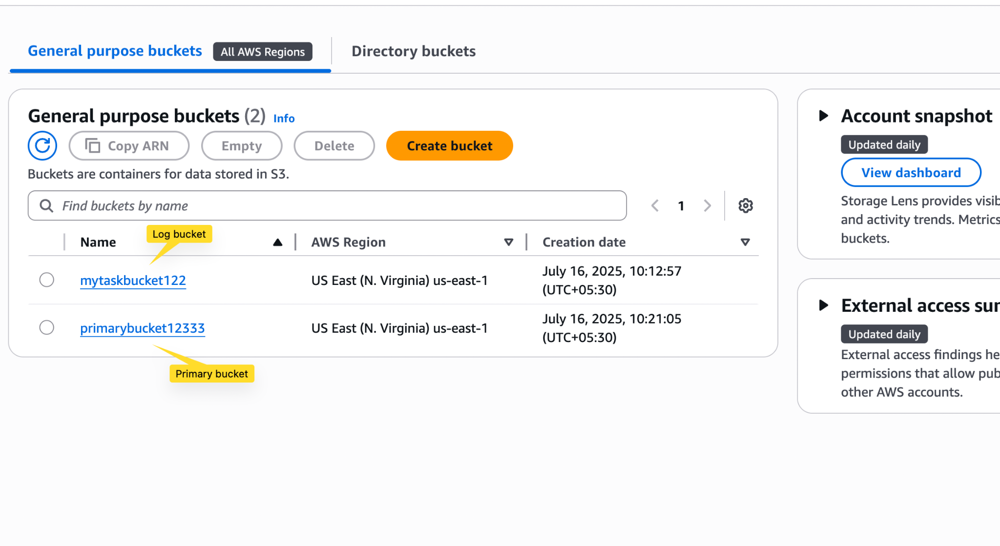 General purpose buckets All AWS Regions Directory buckets
General purpose buckets (2) Info
Copy ARN Empty Delete Create bucket
Buckets are containers for data stored in S3.
Find buckets by name 1
Log bucket
Name AWS Region Creation date
mytaskbucket122 US East (N. Virginia) us-east-1 July 16, 2025, 10:12:57
(UTC+05:30)
primarybucket12333 US East (N. Virginia) us-east-1 July 16, 2025, 10:21:05
(UTC+05:30)
Primary bucket
Account snapshot
Updated daily
View dashboard
Storage Lens provides
and activity trends. Metrics
buckets.
External access
Updated daily
External access findings
permissions that allow
other AWS accounts.